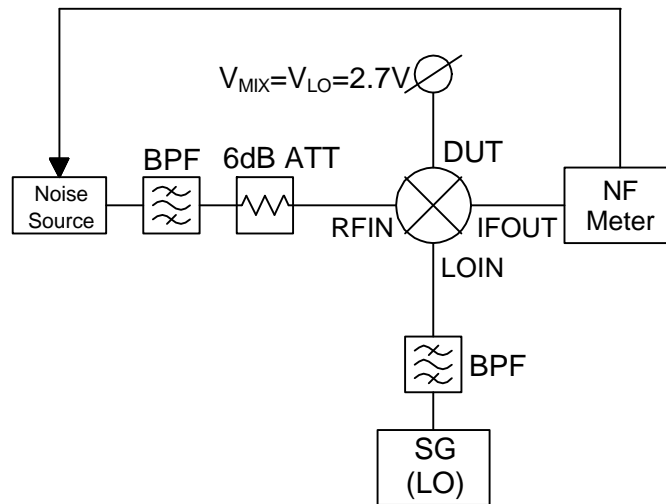 V_MIX=V_LO=2.7V
BPF
6dB ATT
DUT
Noise
Source
RFIN
IFOUT
NF
Meter
LOIN
BPF
SG
(LO)